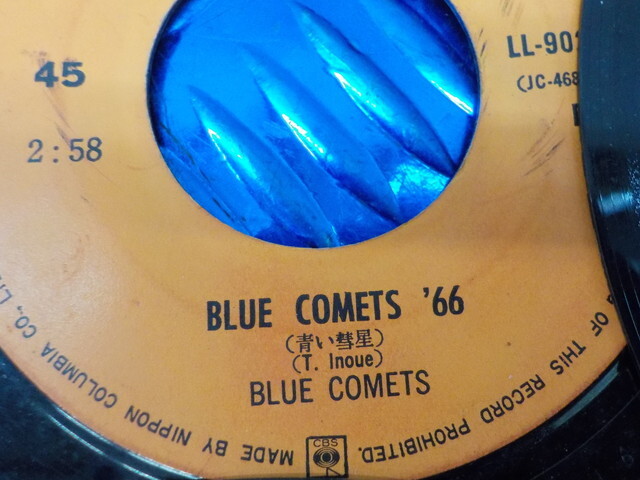 45
LL-902
(JC-468
2:58
BLUE COMETS '66
(青い彗星)
(T. Inoue)
BLUE COMETS
OF THIS RECORD PROHIBITED.
CBS
MADE BY NIPPON COLUMBIA CO., L